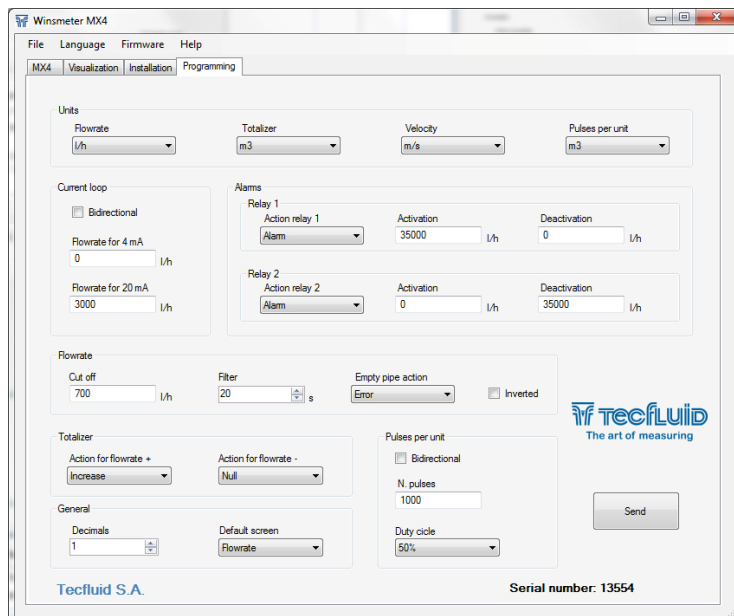 Winsmeter MX4
File Language Firmware Help
MX4 Visualization Installation Programming
Units
Flowrate Totalizer Velocity Pulses per unit
l/h m3 m/s m3
Current loop
Bidirectional
Flowrate for 4 mA
0 l/h
Flowrate for 20 mA
3000 l/h
Alarms
Relay 1
Action relay 1 Activation Deactivation
Alarm 35000 l/h 0 l/h
Relay 2
Action relay 2 Activation Deactivation
Alarm 0 l/h 35000 l/h
Flowrate
Cut off Filter Empty pipe action
700 l/h 20 s Error Inverted
TECFLUID
The art of measuring
Totalizer
Action for flowrate + Action for flowrate -
Increase Null
General
Decimals Default screen
1 Flowrate
Pulses per unit
Bidirectional
N. pulses
1000
Duty cicle
50%
Send
Tecfluid S.A. Serial number: 13554